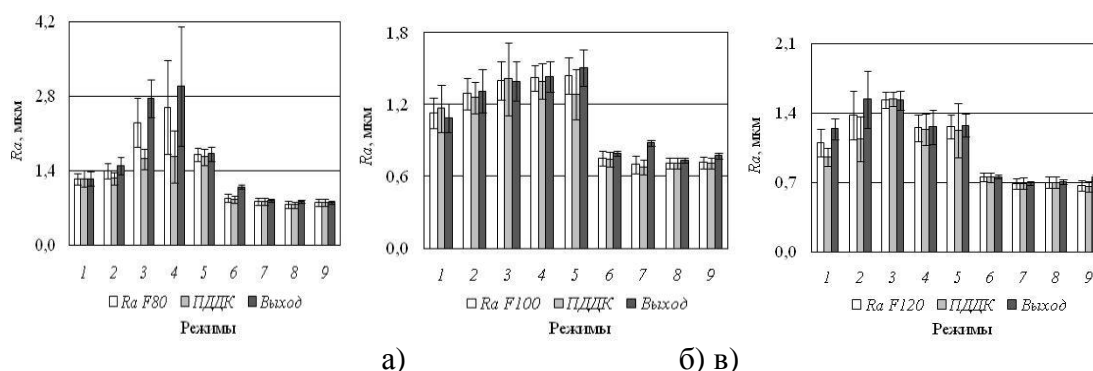 4,2
2,8
1,4
0,0
Ra, мкм
1 2 3 4 5 6 7 8 9
Ra F80 ПДДК Выход
Режимы
1,8
1,2
0,6
0,0
Ra, мкм
1 2 3 4 5 6 7 8 9
Ra F100 ПДДК Выход
Режимы
2,1
1,4
0,7
0,0
Ra, мкм
1 2 3 4 5 6 7 8 9
Ra F120 ПДДК Выход
Режимы
а) б) в)